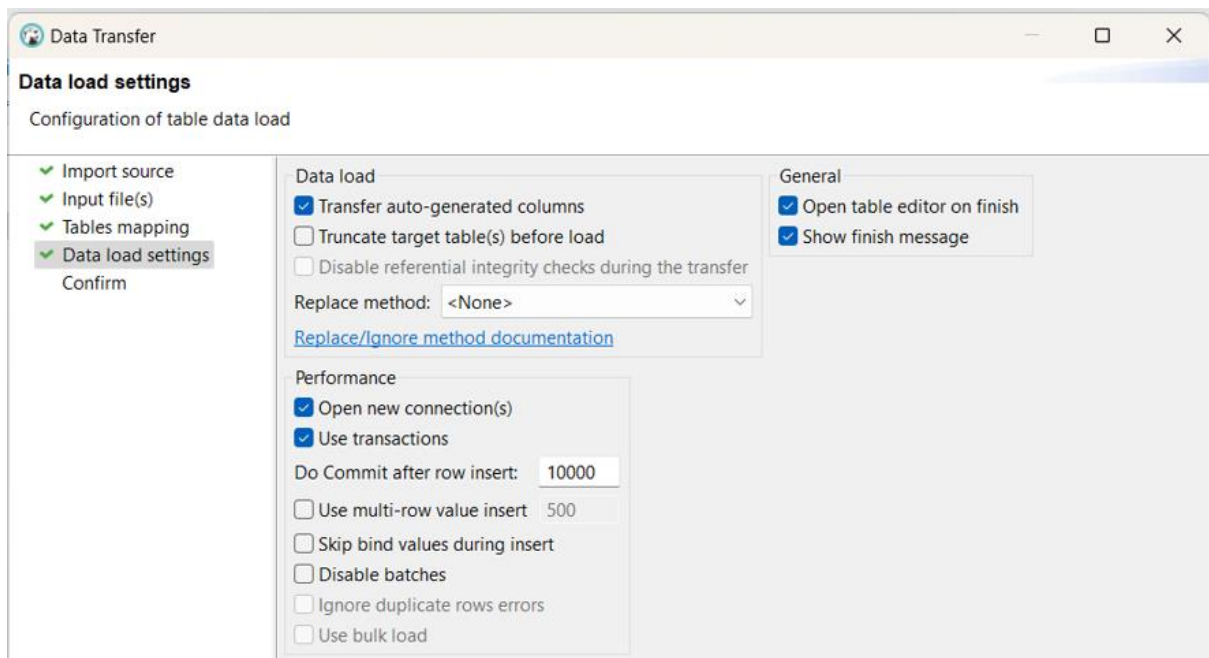 Data Transfer
Data load settings
Configuration of table data load
Import source
Input file(s)
Tables mapping
Data load settings
Confirm
Data load
Transfer auto-generated columns
Truncate target table(s) before load
Disable referential integrity checks during the transfer
Replace method: <None>
Replace/Ignore method documentation
General
Open table editor on finish
Show finish message
Performance
Open new connection(s)
Use transactions
Do Commit after row insert: 10000
Use multi-row value insert 500
Skip bind values during insert
Disable batches
Ignore duplicate rows errors
Use bulk load